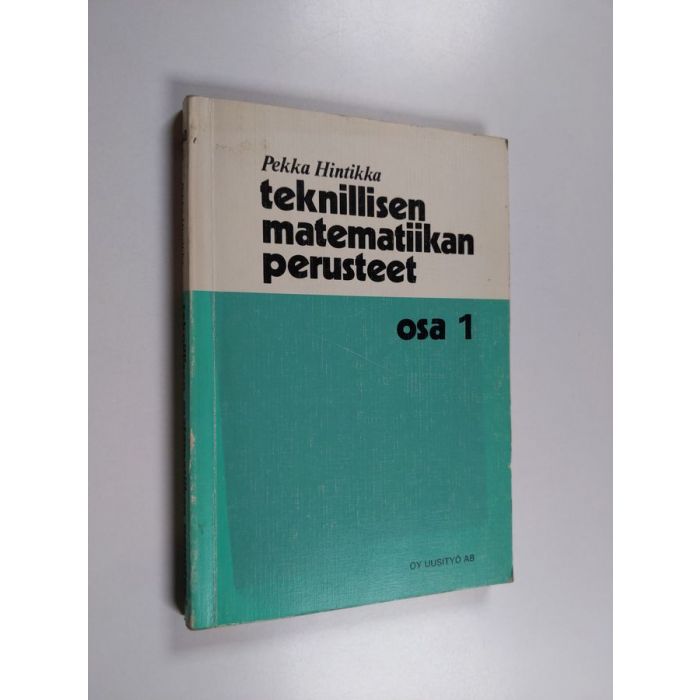 Pekka Hintikka
teknillisen
matematiikan
perusteet
osa 1
OY UUSITYÖ AB